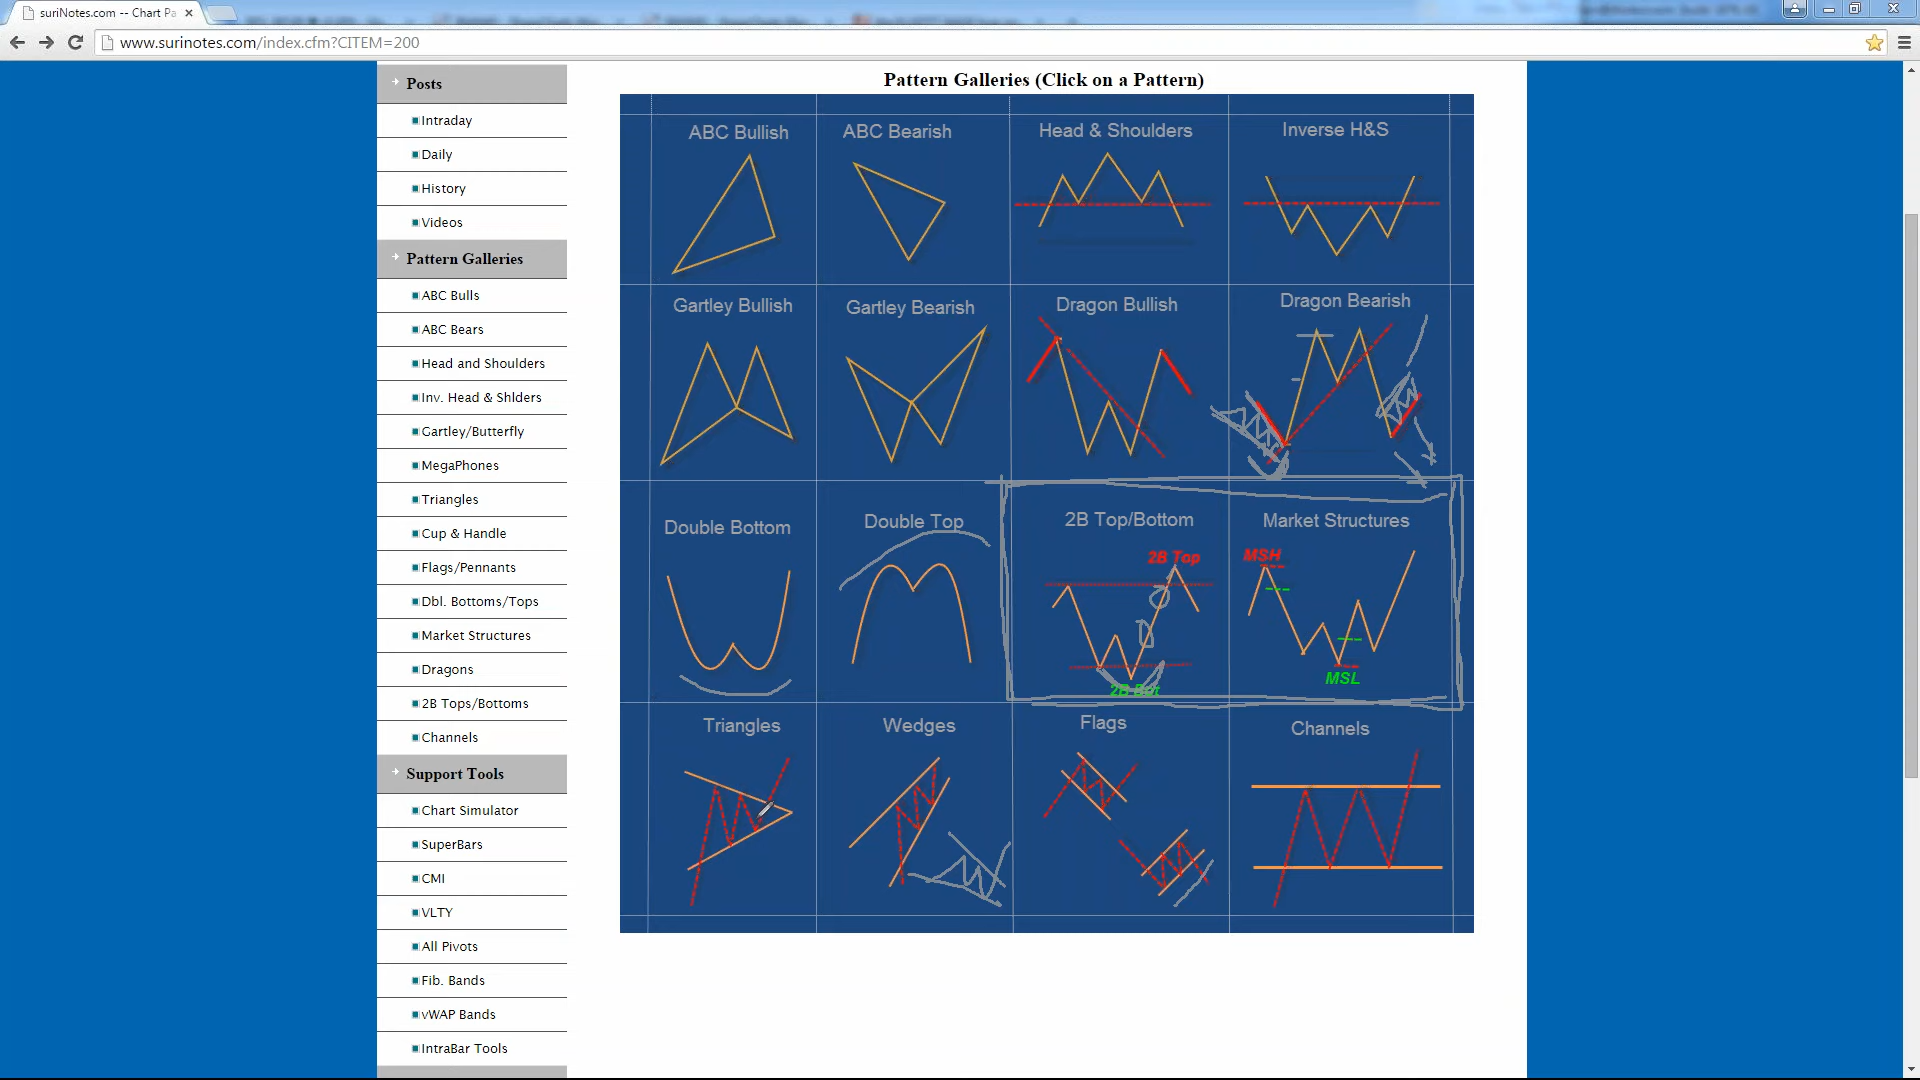 suriNotes.com -- Chart Pa
www.surinotes.com/index.cfm?CITEM=200
Posts
Intraday
Daily
History
Videos
Pattern Galleries
ABC Bulls
ABC Bears
Head and Shoulders
Inv. Head & Shlders
Gartley/Butterfly
MegaPhones
Triangles
Cup & Handle
Flags/Pennants
Dbl. Bottoms/Tops
Market Structures
Dragons
2B Tops/Bottoms
Channels
Support Tools
Chart Simulator
SuperBars
CMI
VLTY
All Pivots
Fib. Bands
vWAP Bands
IntraBar Tools
Pattern Galleries (Click on a Pattern)
ABC Bullish
ABC Bearish
Head & Shoulders
Inverse H&S
Gartley Bullish
Gartley Bearish
Dragon Bullish
Dragon Bearish
Double Bottom
Double Top
2B Top/Bottom
2B Top
2B Bot
Market Structures
MSH
MSL
Triangles
Wedges
Flags
Channels